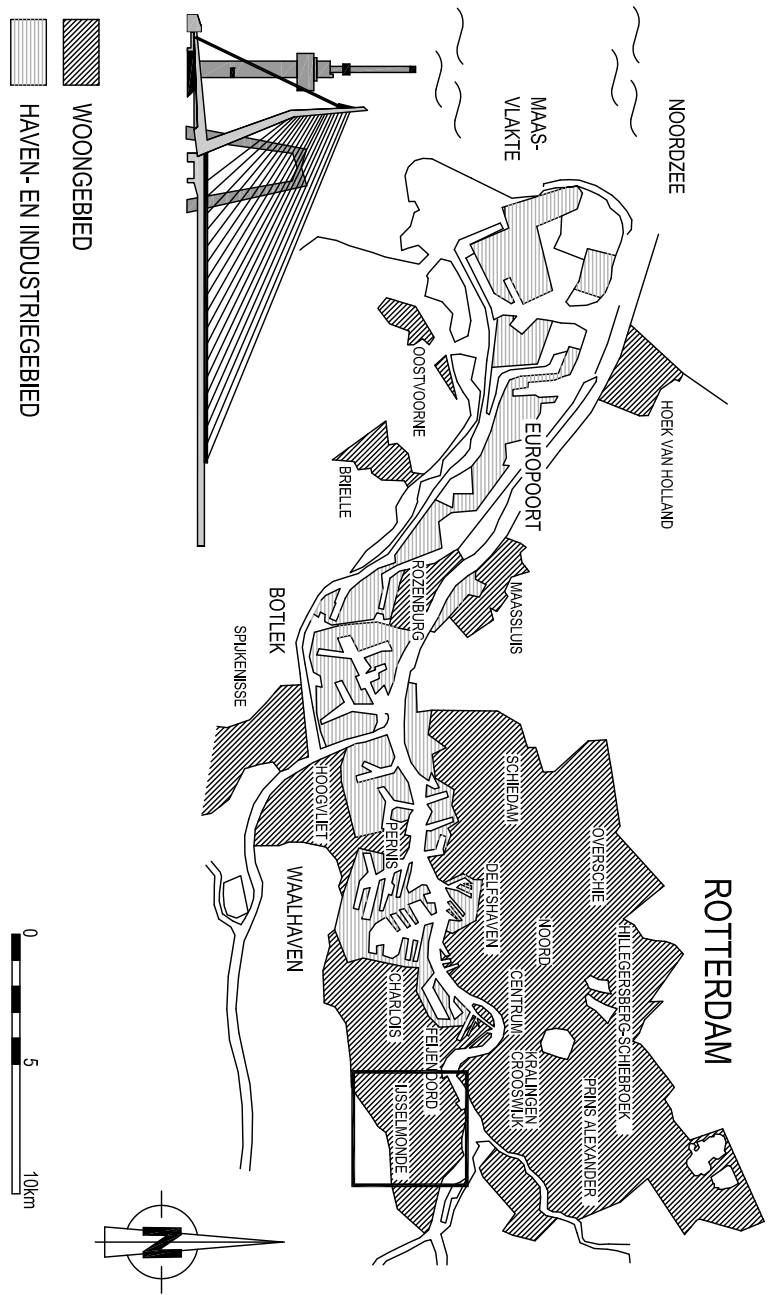 ROTTERDAM
NOORDZEE
MAAS-
VLAKTE
HOEK VAN HOLLAND
EUROPOORT
OOSTVOORNE
BRIELLE
MAASSLUIS
ROZENBURG
BOTLEK
SPIJKENISSE
HOOGVLIET
PERNIS
SCHIEDAM
OVERSCHIE
HILLEGERSBERG-SCHIEBROEK
NOORD
DELFSHAVEN
CENTRUM
KRALINGEN
CROOSWIJK
PRINS ALEXANDER
WAALHAVEN
CHARLOIS
FEIJENOORD
IJSSELMONDE
WOONGEBIED
HAVEN- EN INDUSTRIEGEBIED
0 5 10km
N